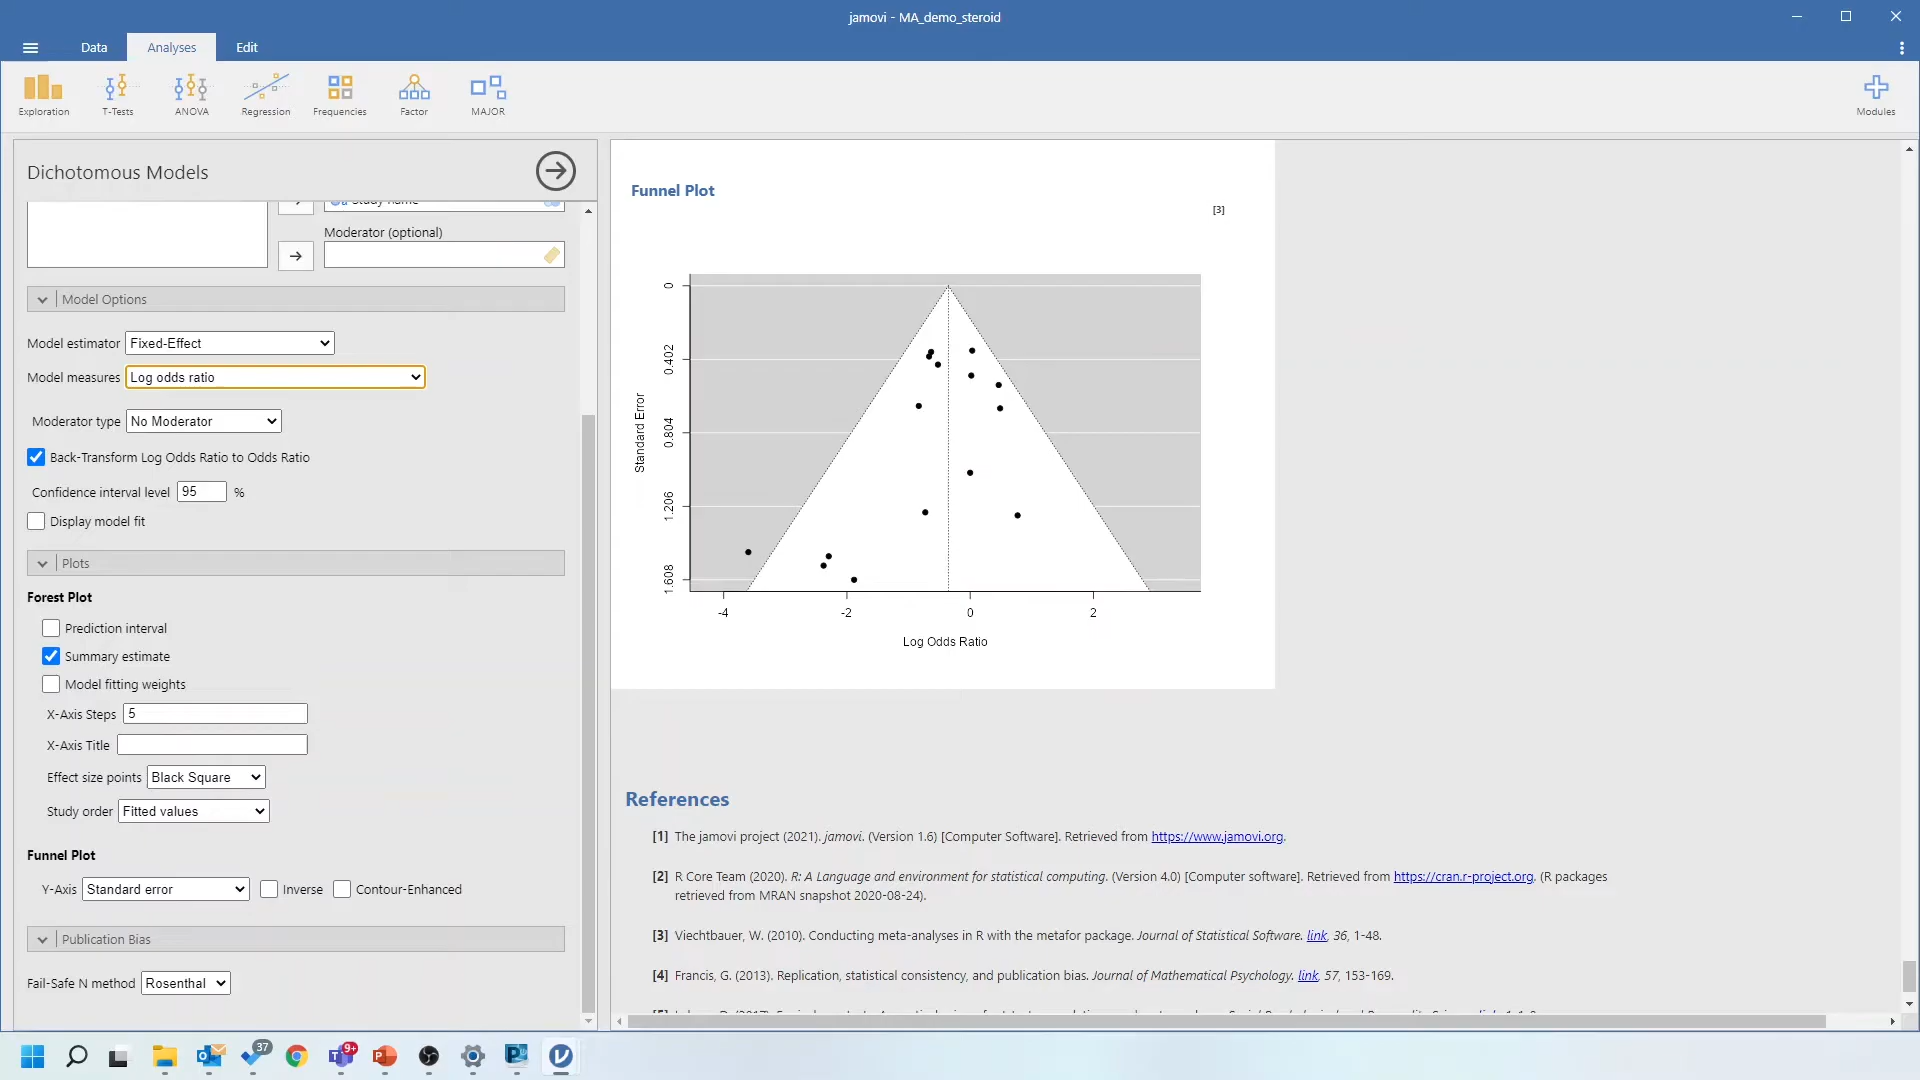 jamovi - MA_demo_steroid
Data
Analyses
Edit
Exploration
T-Tests
ANOVA
Regression
Frequencies
Factor
MAJOR
Modules
Dichotomous Models
Study name
Moderator (optional)
Model Options
Model estimator Fixed-Effect
Model measures Log odds ratio
Moderator type No Moderator
Back-Transform Log Odds Ratio to Odds Ratio
Confidence interval level 95 %
Display model fit
Plots
Forest Plot
Prediction interval
Summary estimate
Model fitting weights
X-Axis Steps 5
X-Axis Title
Effect size points Black Square
Study order Fitted values
Funnel Plot
Y-Axis Standard error Inverse Contour-Enhanced
Publication Bias
Fail-Safe N method Rosenthal
Funnel Plot
[3]
Standard Error
0
0.402
0.804
1.206
1.608
-4 -2 0 2
Log Odds Ratio
References
[1] The jamovi project (2021). jamovi. (Version 1.6) [Computer Software]. Retrieved from https://www.jamovi.org.
[2] R Core Team (2020). R: A Language and environment for statistical computing. (Version 4.0) [Computer software]. Retrieved from https://cran.r-project.org. (R packages
retrieved from MRAN snapshot 2020-08-24).
[3] Viechtbauer, W. (2010). Conducting meta-analyses in R with the metafor package. Journal of Statistical Software. link, 36, 1-48.
[4] Francis, G. (2013). Replication, statistical consistency, and publication bias. Journal of Mathematical Psychology. link, 57, 153-169.
37
9+